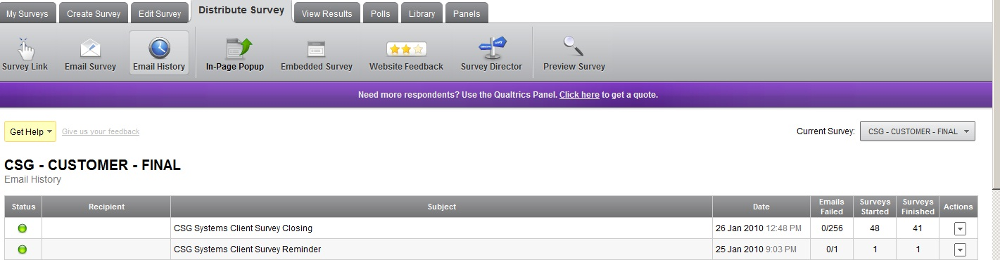 My Surveys Create Survey Edit Survey Distribute Survey View Results Polls Library Panels
Survey Link Email Survey Email History In-Page Popup Embedded Survey Website Feedback Survey Director Preview Survey
Need more respondents? Use the Qualtrics Panel. Click here to get a quote.
Get Help Give us your feedback Current Survey: CSG - CUSTOMER - FINAL
CSG - CUSTOMER - FINAL
Email History
Status Recipient Subject Date Emails Failed Surveys Started Surveys Finished Actions
CSG Systems Client Survey Closing 26 Jan 2010 12:48 PM 0/256 48 41
CSG Systems Client Survey Reminder 25 Jan 2010 9:03 PM 0/1 1 1